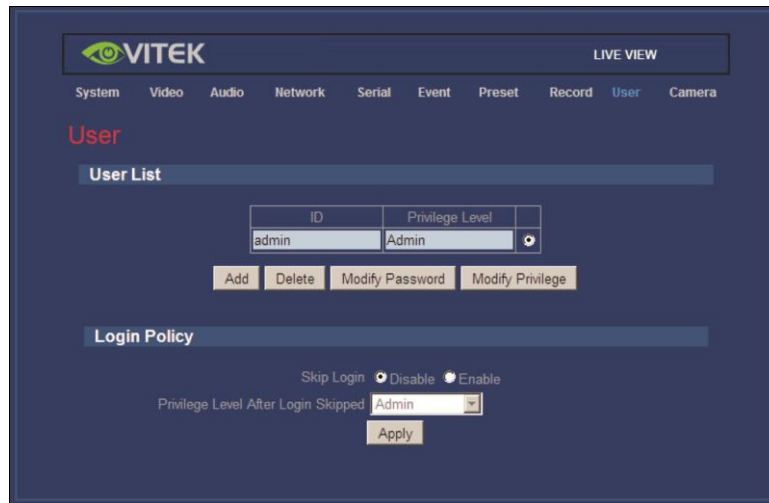 VITEK
LIVE VIEW
System Video Audio Network Serial Event Preset Record User Camera
User
User List
ID Privilege Level
admin Admin
Add Delete Modify Password Modify Privilege
Login Policy
Skip Login Disable Enable
Privilege Level After Login Skipped Admin
Apply